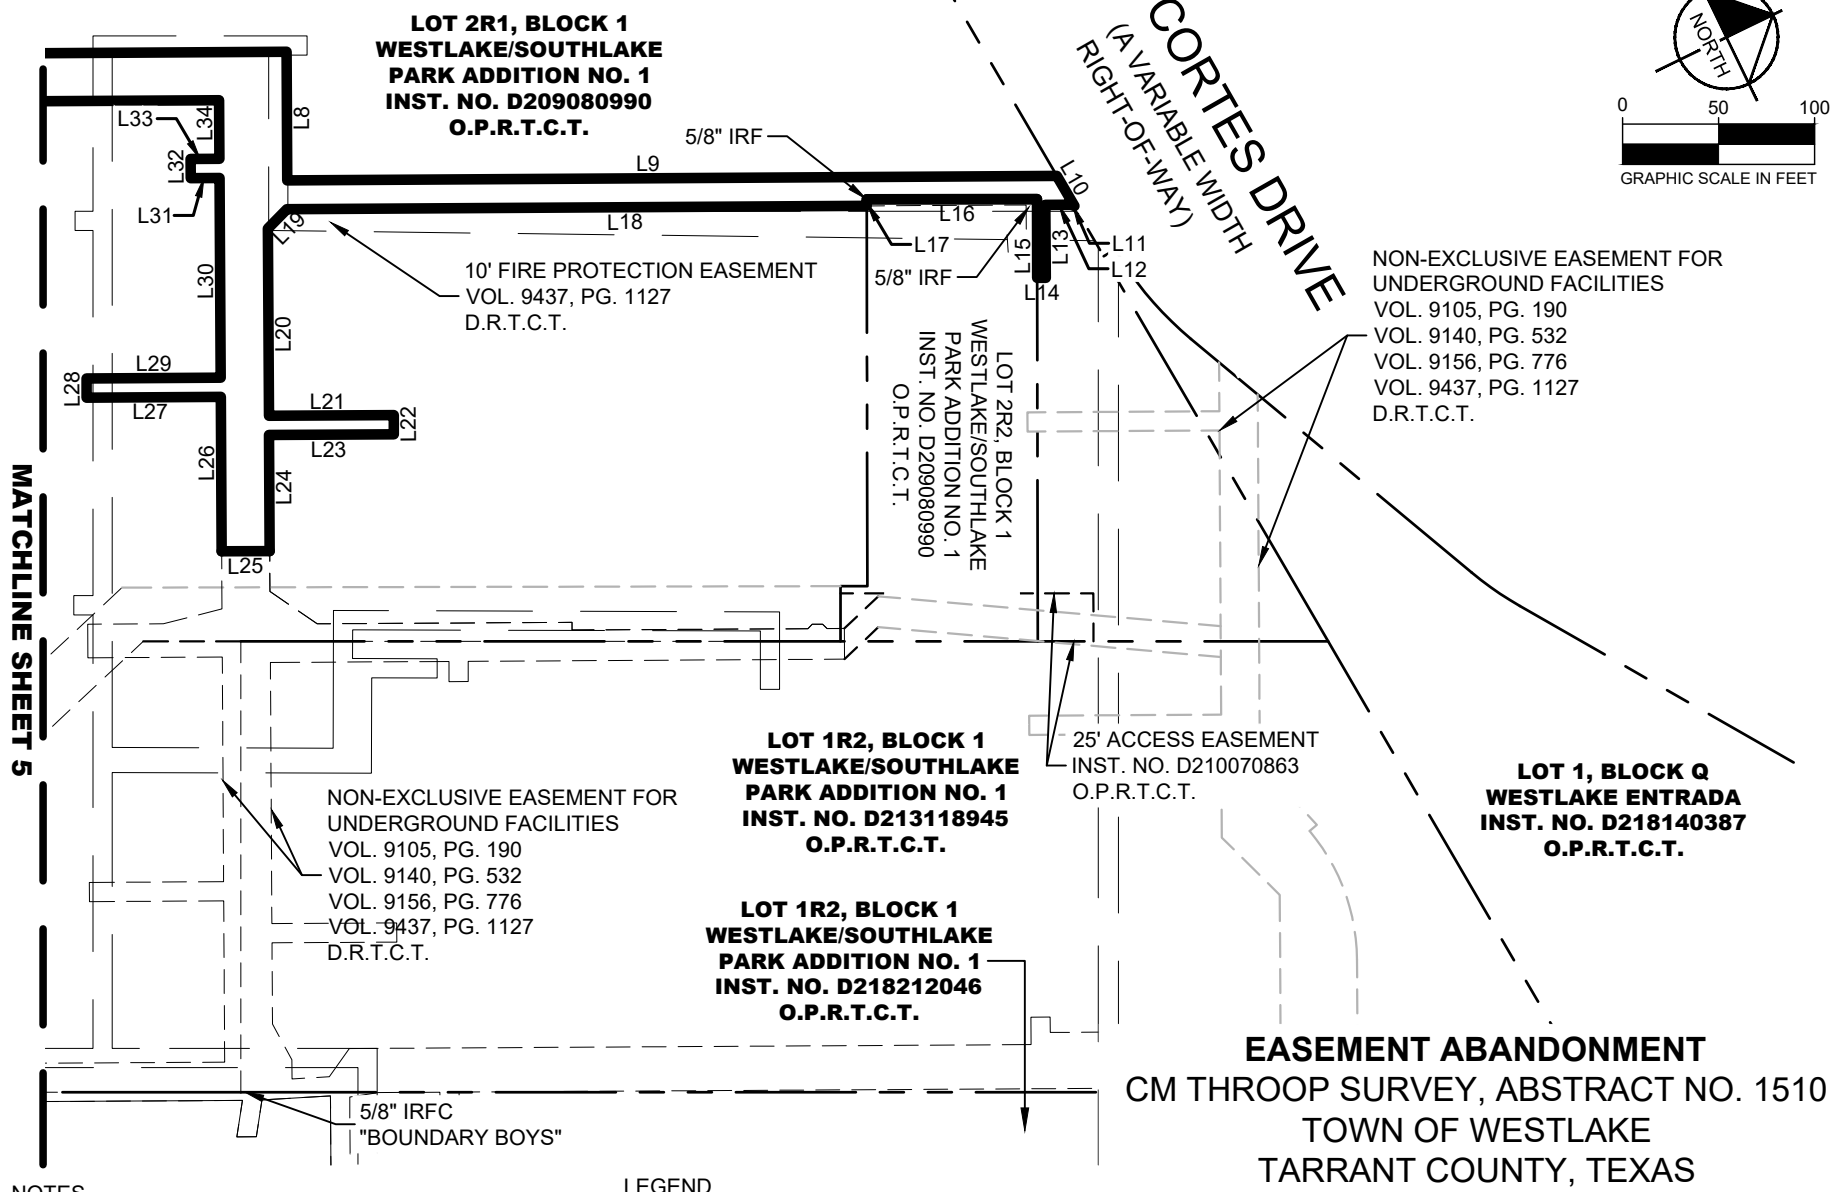 LOT 2R1, BLOCK 1
WESTLAKE/SOUTHLAKE
PARK ADDITION NO. 1
INST. NO. D209080990
O.P.R.T.C.T.
CORTES DRIVE
(A VARIABLE WIDTH
RIGHT-OF-WAY)
NORTH
0 50 100
GRAPHIC SCALE IN FEET
L33
L34
L32
L31
L8
5/8" IRF
L9
L10
L16
L18
L19
L17
L15
L13
L11
L12
5/8" IRF
L14
L30
L20
10' FIRE PROTECTION EASEMENT
VOL. 9437, PG. 1127
D.R.T.C.T.
NON-EXCLUSIVE EASEMENT FOR
UNDERGROUND FACILITIES
VOL. 9105, PG. 190
VOL. 9140, PG. 532
VOL. 9156, PG. 776
VOL. 9437, PG. 1127
D.R.T.C.T.
LOT 2R2, BLOCK 1
WESTLAKE/SOUTHLAKE
PARK ADDITION NO. 1
INST. NO. D209080990
O.P.R.T.C.T.
L29
L28
L27
L21
L22
L23
L26
L24
L25
MATCHLINE SHEET 5
LOT 1R2, BLOCK 1
WESTLAKE/SOUTHLAKE
PARK ADDITION NO. 1
INST. NO. D213118945
O.P.R.T.C.T.
25' ACCESS EASEMENT
INST. NO. D210070863
O.P.R.T.C.T.
LOT 1, BLOCK Q
WESTLAKE ENTRADA
INST. NO. D218140387
O.P.R.T.C.T.
NON-EXCLUSIVE EASEMENT FOR
UNDERGROUND FACILITIES
VOL. 9105, PG. 190
VOL. 9140, PG. 532
VOL. 9156, PG. 776
VOL. 9437, PG. 1127
D.R.T.C.T.
LOT 1R2, BLOCK 1
WESTLAKE/SOUTHLAKE
PARK ADDITION NO. 1
INST. NO. D218212046
O.P.R.T.C.T.
5/8" IRFC
"BOUNDARY BOYS"
EASEMENT ABANDONMENT
CM THROOP SURVEY, ABSTRACT NO. 1510
TOWN OF WESTLAKE
TARRANT COUNTY, TEXAS
NOTES
LEGEND